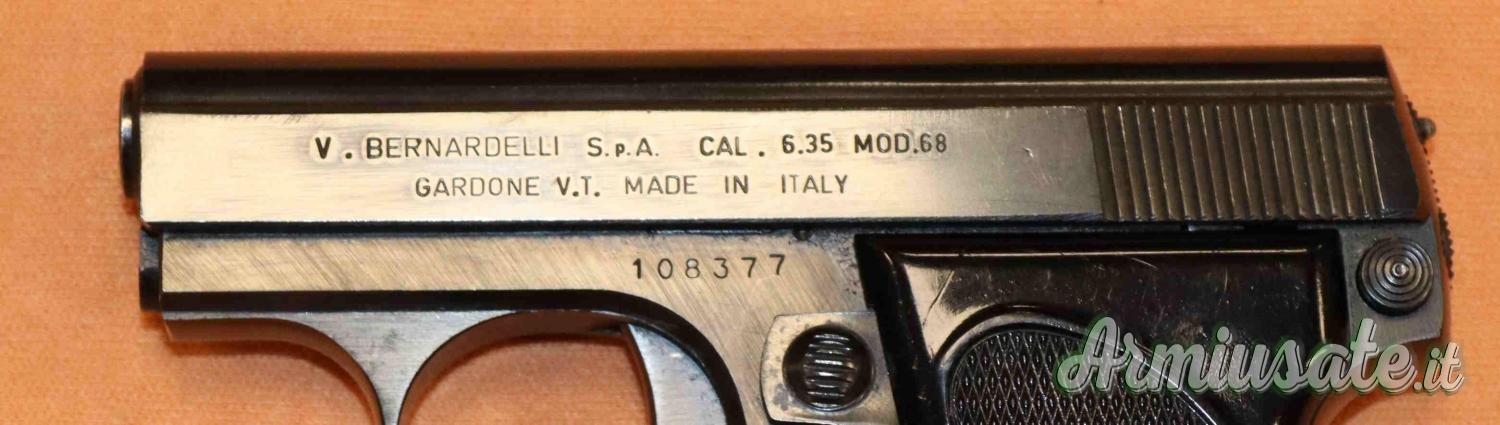 V. BERNARDELLI S.p.A. CAL. 6.35 MOD.68
GARDONE V.T. MADE IN ITALY
108377
Armiusate.it